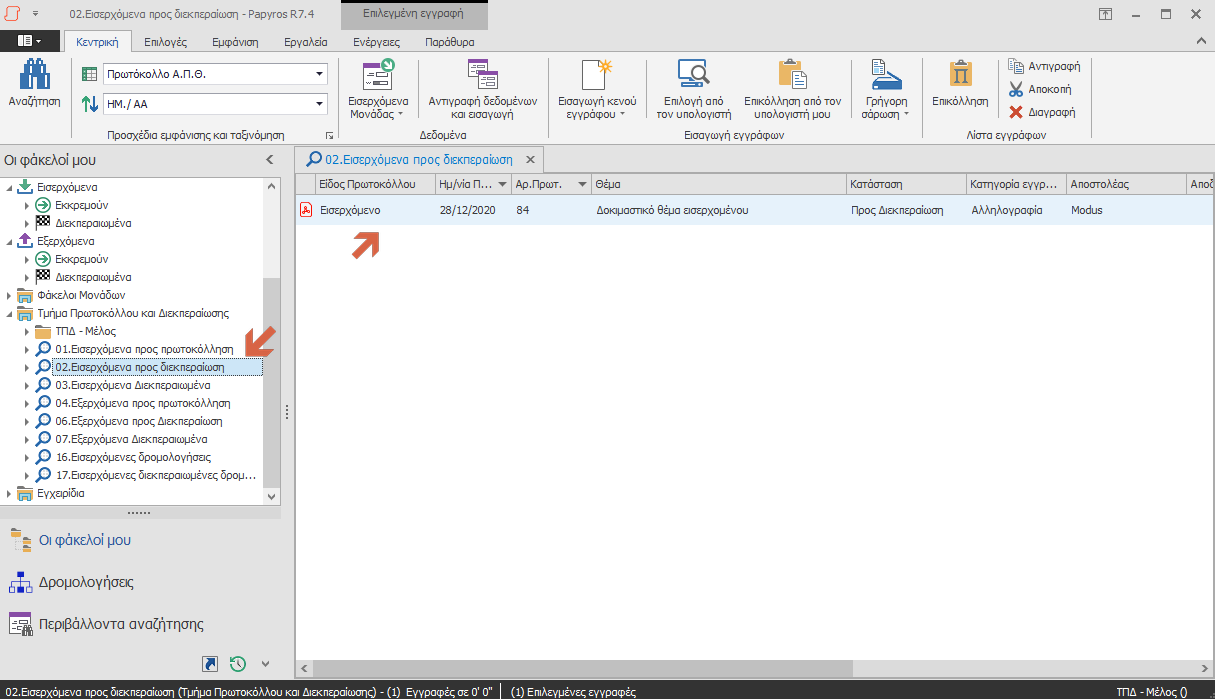 02.Εισερχόμενα προς διεκπεραίωση - Papyros R7.4
Επιλεγμένη εγγραφή
Κεντρική Επιλογές Εμφάνιση Εργαλεία Ενέργειες Παράθυρα
Αναζήτηση
Πρωτόκολλο Α.Π.Θ.
ΗΜ./ ΑΑ
Προσχέδια εμφάνισης και ταξινόμηση
Εισερχόμενα
Μονάδας
Αντιγραφή δεδομένων
και εισαγωγή
Δεδομένα
Εισαγωγή κενού
εγγράφου
Επιλογή από
τον υπολογιστή
Επικόλληση από τον
υπολογιστή μου
Γρήγορη
σάρωση
Εισαγωγή εγγράφων
Επικόλληση
Αντιγραφή
Αποκοπή
Διαγραφή
Λίστα εγγράφων
Οι φάκελοί μου
Εισερχόμενα
Εκκρεμούν
Διεκπεραιωμένα
Εξερχόμενα
Εκκρεμούν
Διεκπεραιωμένα
Φάκελοι Μονάδων
Τμήμα Πρωτοκόλλου και Διεκπεραίωσης
ΤΠΔ - Μέλος
01.Εισερχόμενα προς πρωτοκόλληση
02.Εισερχόμενα προς διεκπεραίωση
03.Εισερχόμενα Διεκπεραιωμένα
04.Εξερχόμενα προς πρωτοκόλληση
06.Εξερχόμενα προς Διεκπεραίωση
07.Εξερχόμενα Διεκπεραιωμένα
16.Εισερχόμενες δρομολογήσεις
17.Εισερχόμενες διεκπεραιωμένες δρομ...
Εγχειρίδια
Οι φάκελοί μου
Δρομολογήσεις
Περιβάλλοντα αναζήτησης
02.Εισερχόμενα προς διεκπεραίωση
Είδος Πρωτοκόλλου Ημ/νία Π... Αρ.Πρωτ. Θέμα Κατάσταση Κατηγορία εγγρ... Αποστολέας Αποδ
Εισερχόμενο 28/12/2020 84 Δοκιμαστικό θέμα εισερχομένου Προς Διεκπεραίωση Αλληλογραφία Modus
02.Εισερχόμενα προς διεκπεραίωση (Τμήμα Πρωτοκόλλου και Διεκπεραίωσης) - (1) Εγγραφές σε 0' 0" (1) Επιλεγμένες εγγραφές ΤΠΔ - Μέλος ()